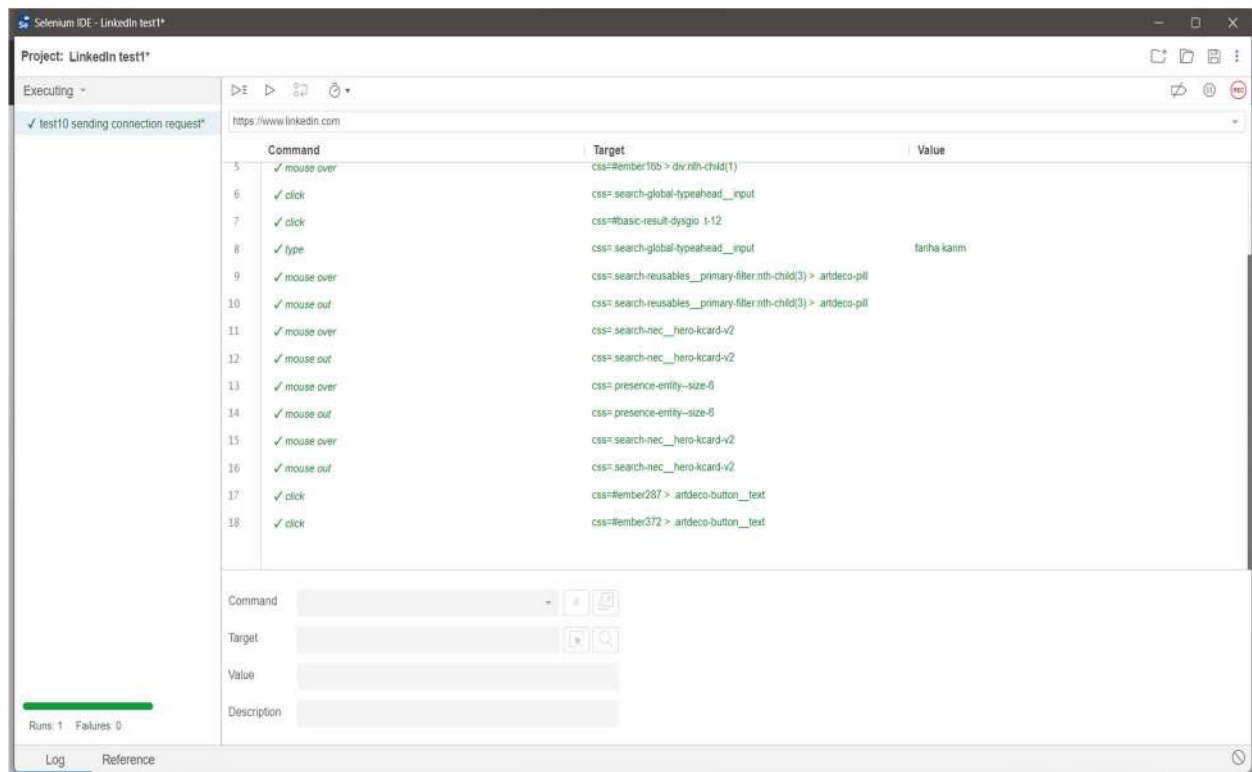 Selenium IDE - LinkedIn test1*
Project: LinkedIn test1*
Executing
✓ test10 sending connection request*
https://www.linkedin.com
Command Target Value
5 ✓ mouse over css=#ember165 > div:nth-child(1)
6 ✓ click css=.search-global-typeahead__input
7 ✓ click css=#basic-result-dysgio .t-12
8 ✓ type css=.search-global-typeahead__input fariha karim
9 ✓ mouse over css=.search-reusables__primary-filter:nth-child(3) > .artdeco-pill
10 ✓ mouse out css=.search-reusables__primary-filter:nth-child(3) > .artdeco-pill
11 ✓ mouse over css=.search-nec__hero-kcard-v2
12 ✓ mouse out css=.search-nec__hero-kcard-v2
13 ✓ mouse over css=.presence-entity--size-6
14 ✓ mouse out css=.presence-entity--size-6
15 ✓ mouse over css=.search-nec__hero-kcard-v2
16 ✓ mouse out css=.search-nec__hero-kcard-v2
17 ✓ click css=#ember287 > .artdeco-button__text
18 ✓ click css=#ember372 > .artdeco-button__text
Command
Target
Value
Description
Runs: 1 Failures: 0
Log Reference
REC